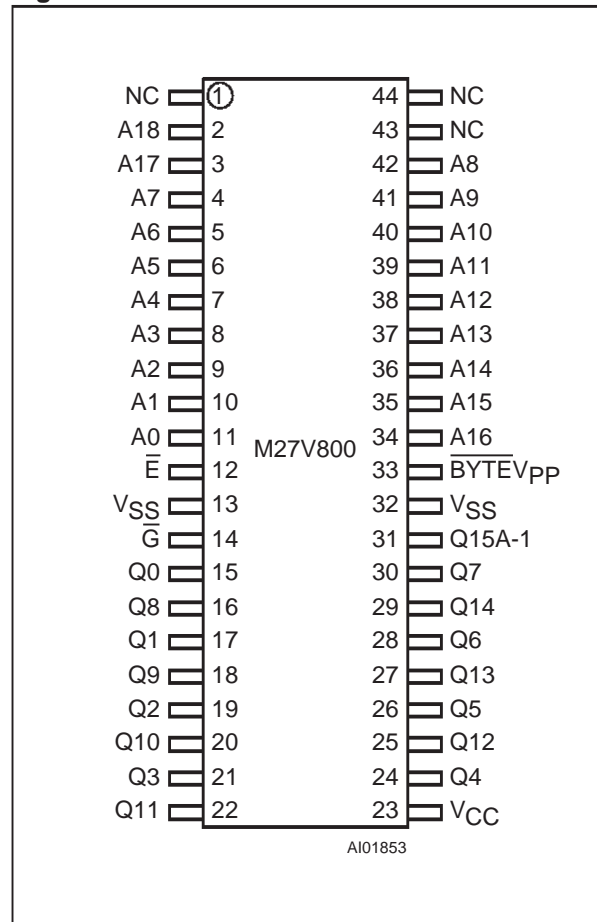 NC 1 44 NC
A18 2 43 NC
A17 3 42 A8
A7 4 41 A9
A6 5 40 A10
A5 6 39 A11
A4 7 38 A12
A3 8 37 A13
A2 9 36 A14
A1 10 35 A15
A0 11 34 A16
M27V800
E̅ 12 33 B̅Y̅T̅E̅VPP
VSS 13 32 VSS
G̅ 14 31 Q15A-1
Q0 15 30 Q7
Q8 16 29 Q14
Q1 17 28 Q6
Q9 18 27 Q13
Q2 19 26 Q5
Q10 20 25 Q12
Q3 21 24 Q4
Q11 22 23 VCC
AI01853